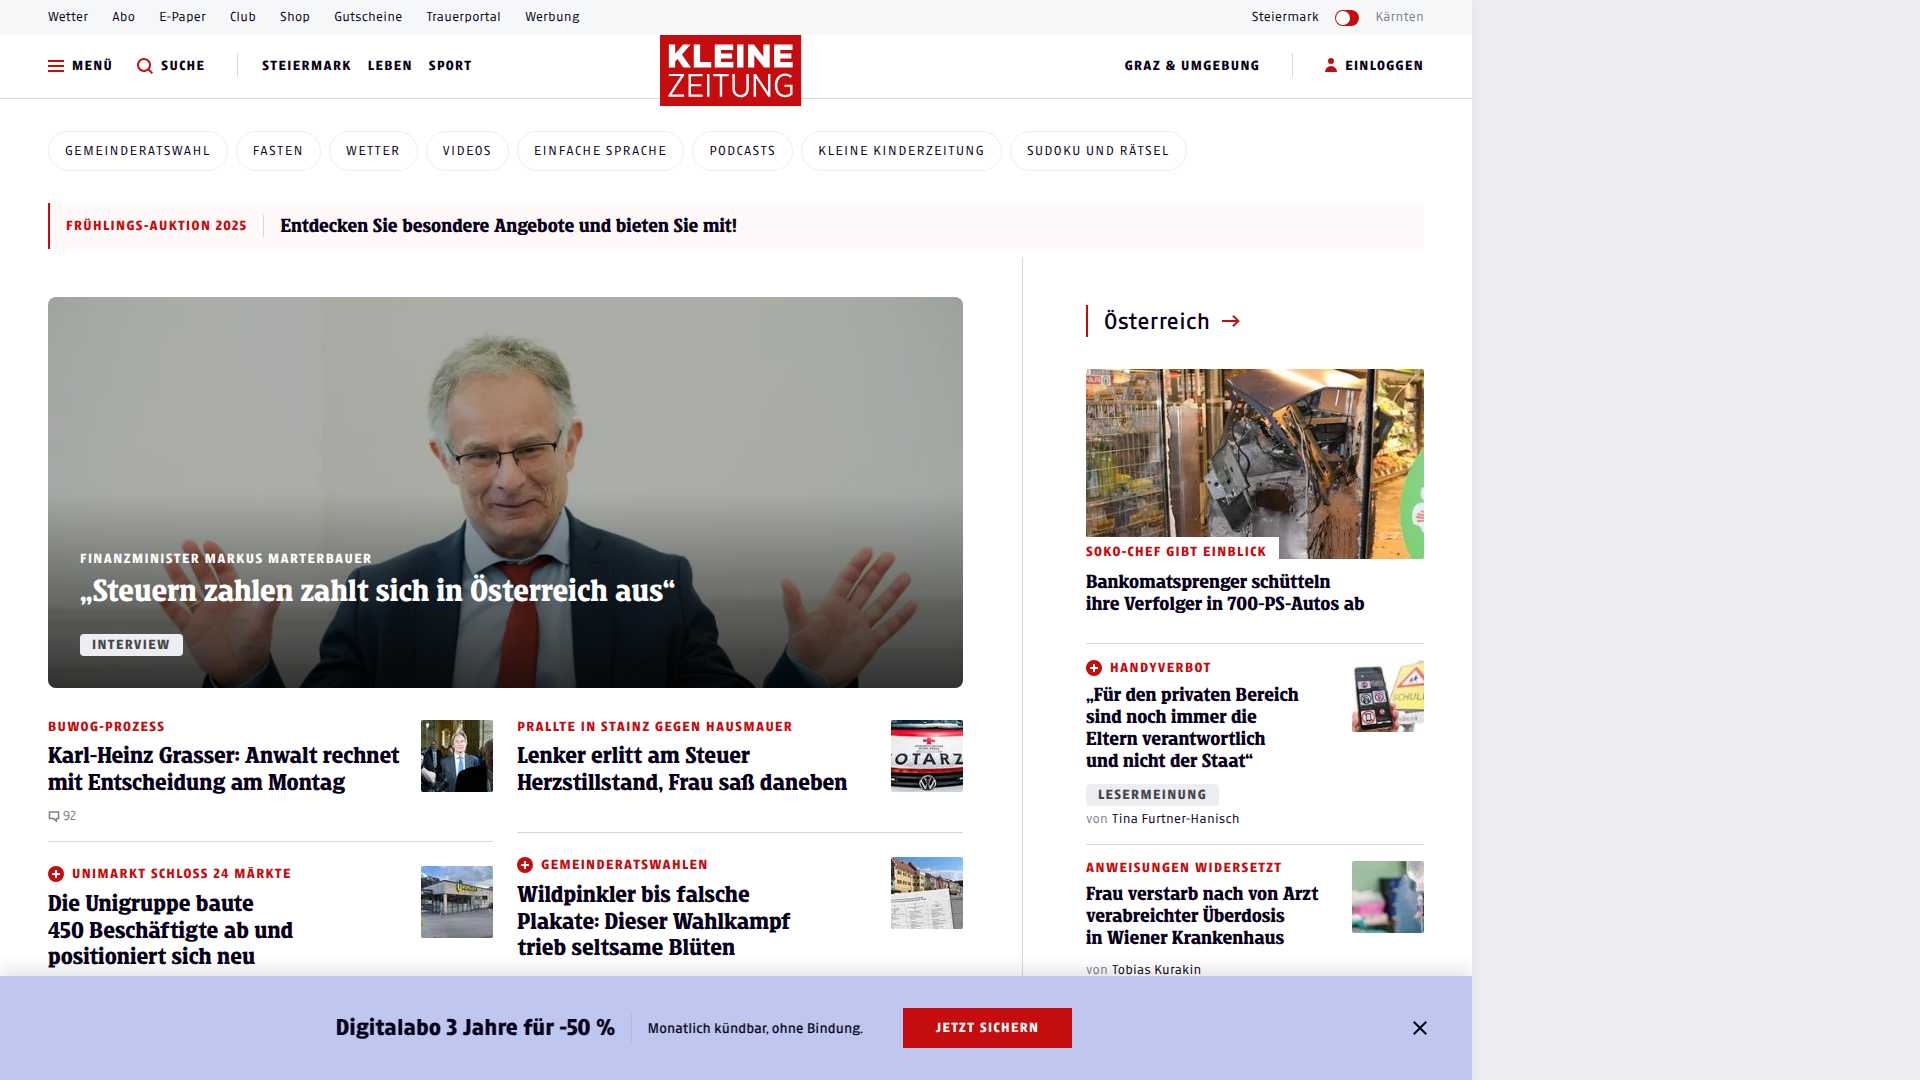 Wetter Abo E-Paper Club Shop Gutscheine Trauerportal Werbung Steiermark Kärnten
MENÜ SUCHE STEIERMARK LEBEN SPORT KLEINE ZEITUNG GRAZ & UMGEBUNG EINLOGGEN
GEMEINDERATSWAHL FASTEN WETTER VIDEOS EINFACHE SPRACHE PODCASTS KLEINE KINDERZEITUNG SUDOKU UND RÄTSEL
FRÜHLINGS-AUKTION 2025 Entdecken Sie besondere Angebote und bieten Sie mit!
FINANZMINISTER MARKUS MARTERBAUER
„Steuern zahlen zahlt sich in Österreich aus“
INTERVIEW
BUWOG-PROZESS
Karl-Heinz Grasser: Anwalt rechnet
mit Entscheidung am Montag
92
UNIMARKT SCHLOSS 24 MÄRKTE
Die Unigruppe baute
450 Beschäftigte ab und
positioniert sich neu
PRALLTE IN STAINZ GEGEN HAUSMAUER
Lenker erlitt am Steuer
Herzstillstand, Frau saß daneben
OTARZ
GEMEINDERATSWAHLEN
Wildpinkler bis falsche
Plakate: Dieser Wahlkampf
trieb seltsame Blüten
Österreich
SOKO-CHEF GIBT EINBLICK
Bankomatsprenger schütteln
ihre Verfolger in 700-PS-Autos ab
HANDYVERBOT
„Für den privaten Bereich
sind noch immer die
Eltern verantwortlich
und nicht der Staat“
SCHUL
LESERMEINUNG
von Tina Furtner-Hanisch
ANWEISUNGEN WIDERSETZT
Frau verstarb nach von Arzt
verabreichter Überdosis
in Wiener Krankenhaus
von Tobias Kurakin
Digitalabo 3 Jahre für -50 % Monatlich kündbar, ohne Bindung. JETZT SICHERN